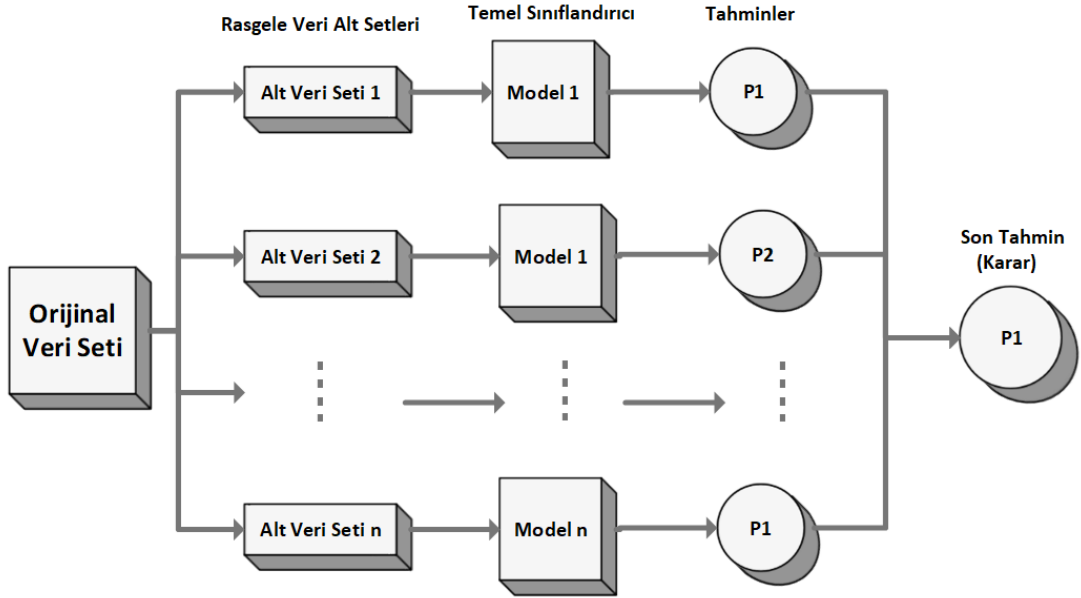 Rasgele Veri Alt Setleri
Temel Sınıflandırıcı
Tahminler
Alt Veri Seti 1
Model 1
P1
Alt Veri Seti 2
Model 1
P2
Son Tahmin
(Karar)
Orijinal
Veri Seti
P1
Alt Veri Seti n
Model n
P1